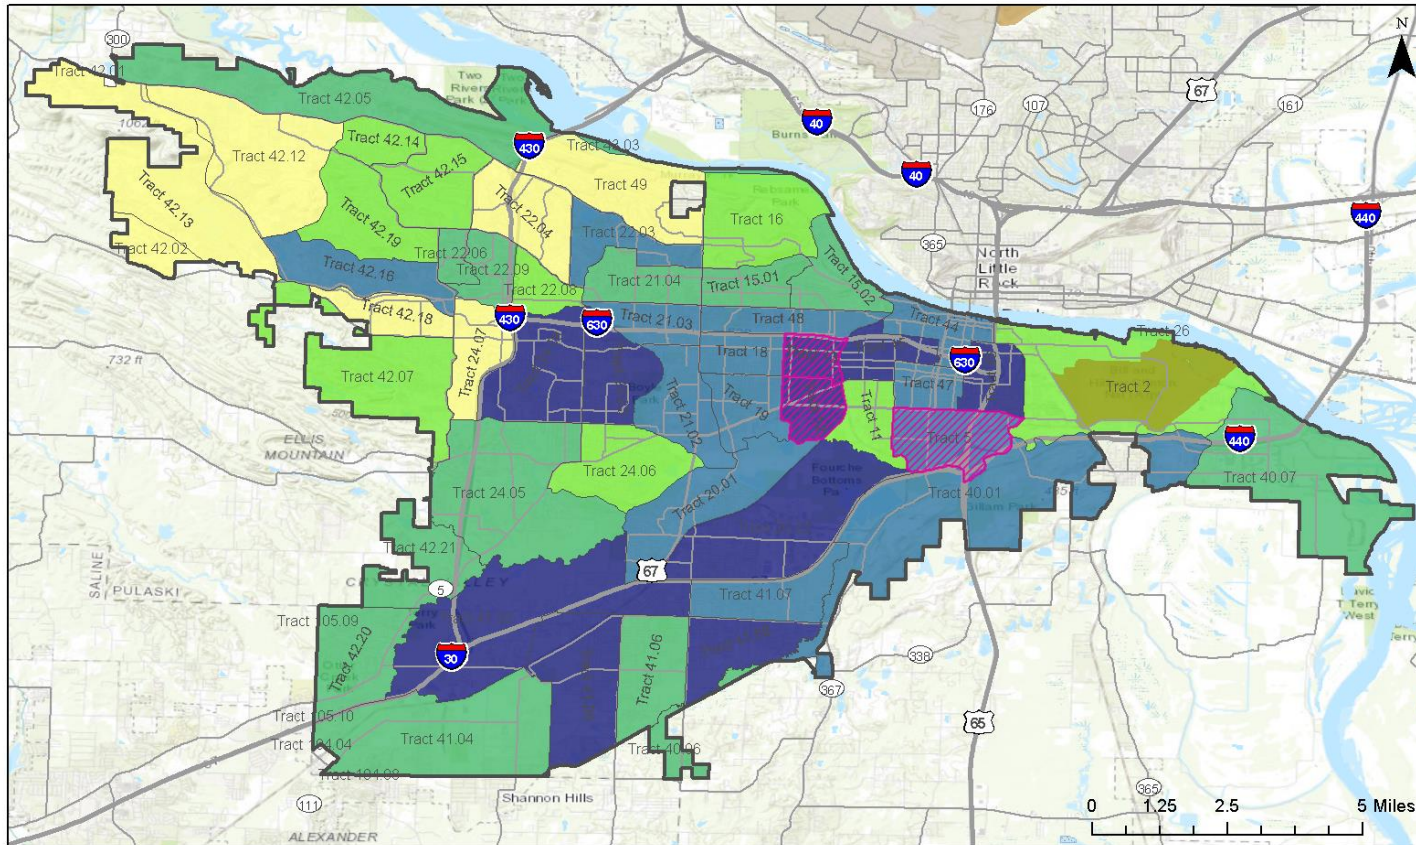 N
300
Two
Rivers
Park
67
161
176
107
Tract 42.01
Tract 42.05
40
430
Tract 42.14
Tract 42.12
Tract 42.15
Tract 49
40
Tract 42.13
Tract 22.04
Tract 16
440
Tract 42.02
Tract 42.19
Tract 22.03
365
Tract 22.06
North
Little
Rock
Tract 42.16
Tract 22.09
Tract 21.04
Tract 15.01
Tract 15.02
Tract 22.08
Tract 42.18
430
630
Tract 21.03
Tract 48
Tract 44
Tract 26
732 ft
Tract 24.07
Tract 18
630
Tract 42.07
Tract 47
Tract 2
Tract 21.02
Tract 19
Tract 11
ELLIS
MOUNTAIN
Tract 5
440
Tract 24.06
Fourche
Bottoms
Tract 24.05
Tract 20.01
Tract 40.01
Tract 40.07
Gillam Park
Tract 42.21
SALINE
PULASKI
5
67
Tract 41.07
Tract 105.09
Tract 42.20
30
Tract 41.06
338
367
Tract 105.10
65
Tract 41.04
Tract 40.06
365
111
Shannon Hills
ALEXANDER
0 1.25 2.5 5 Miles